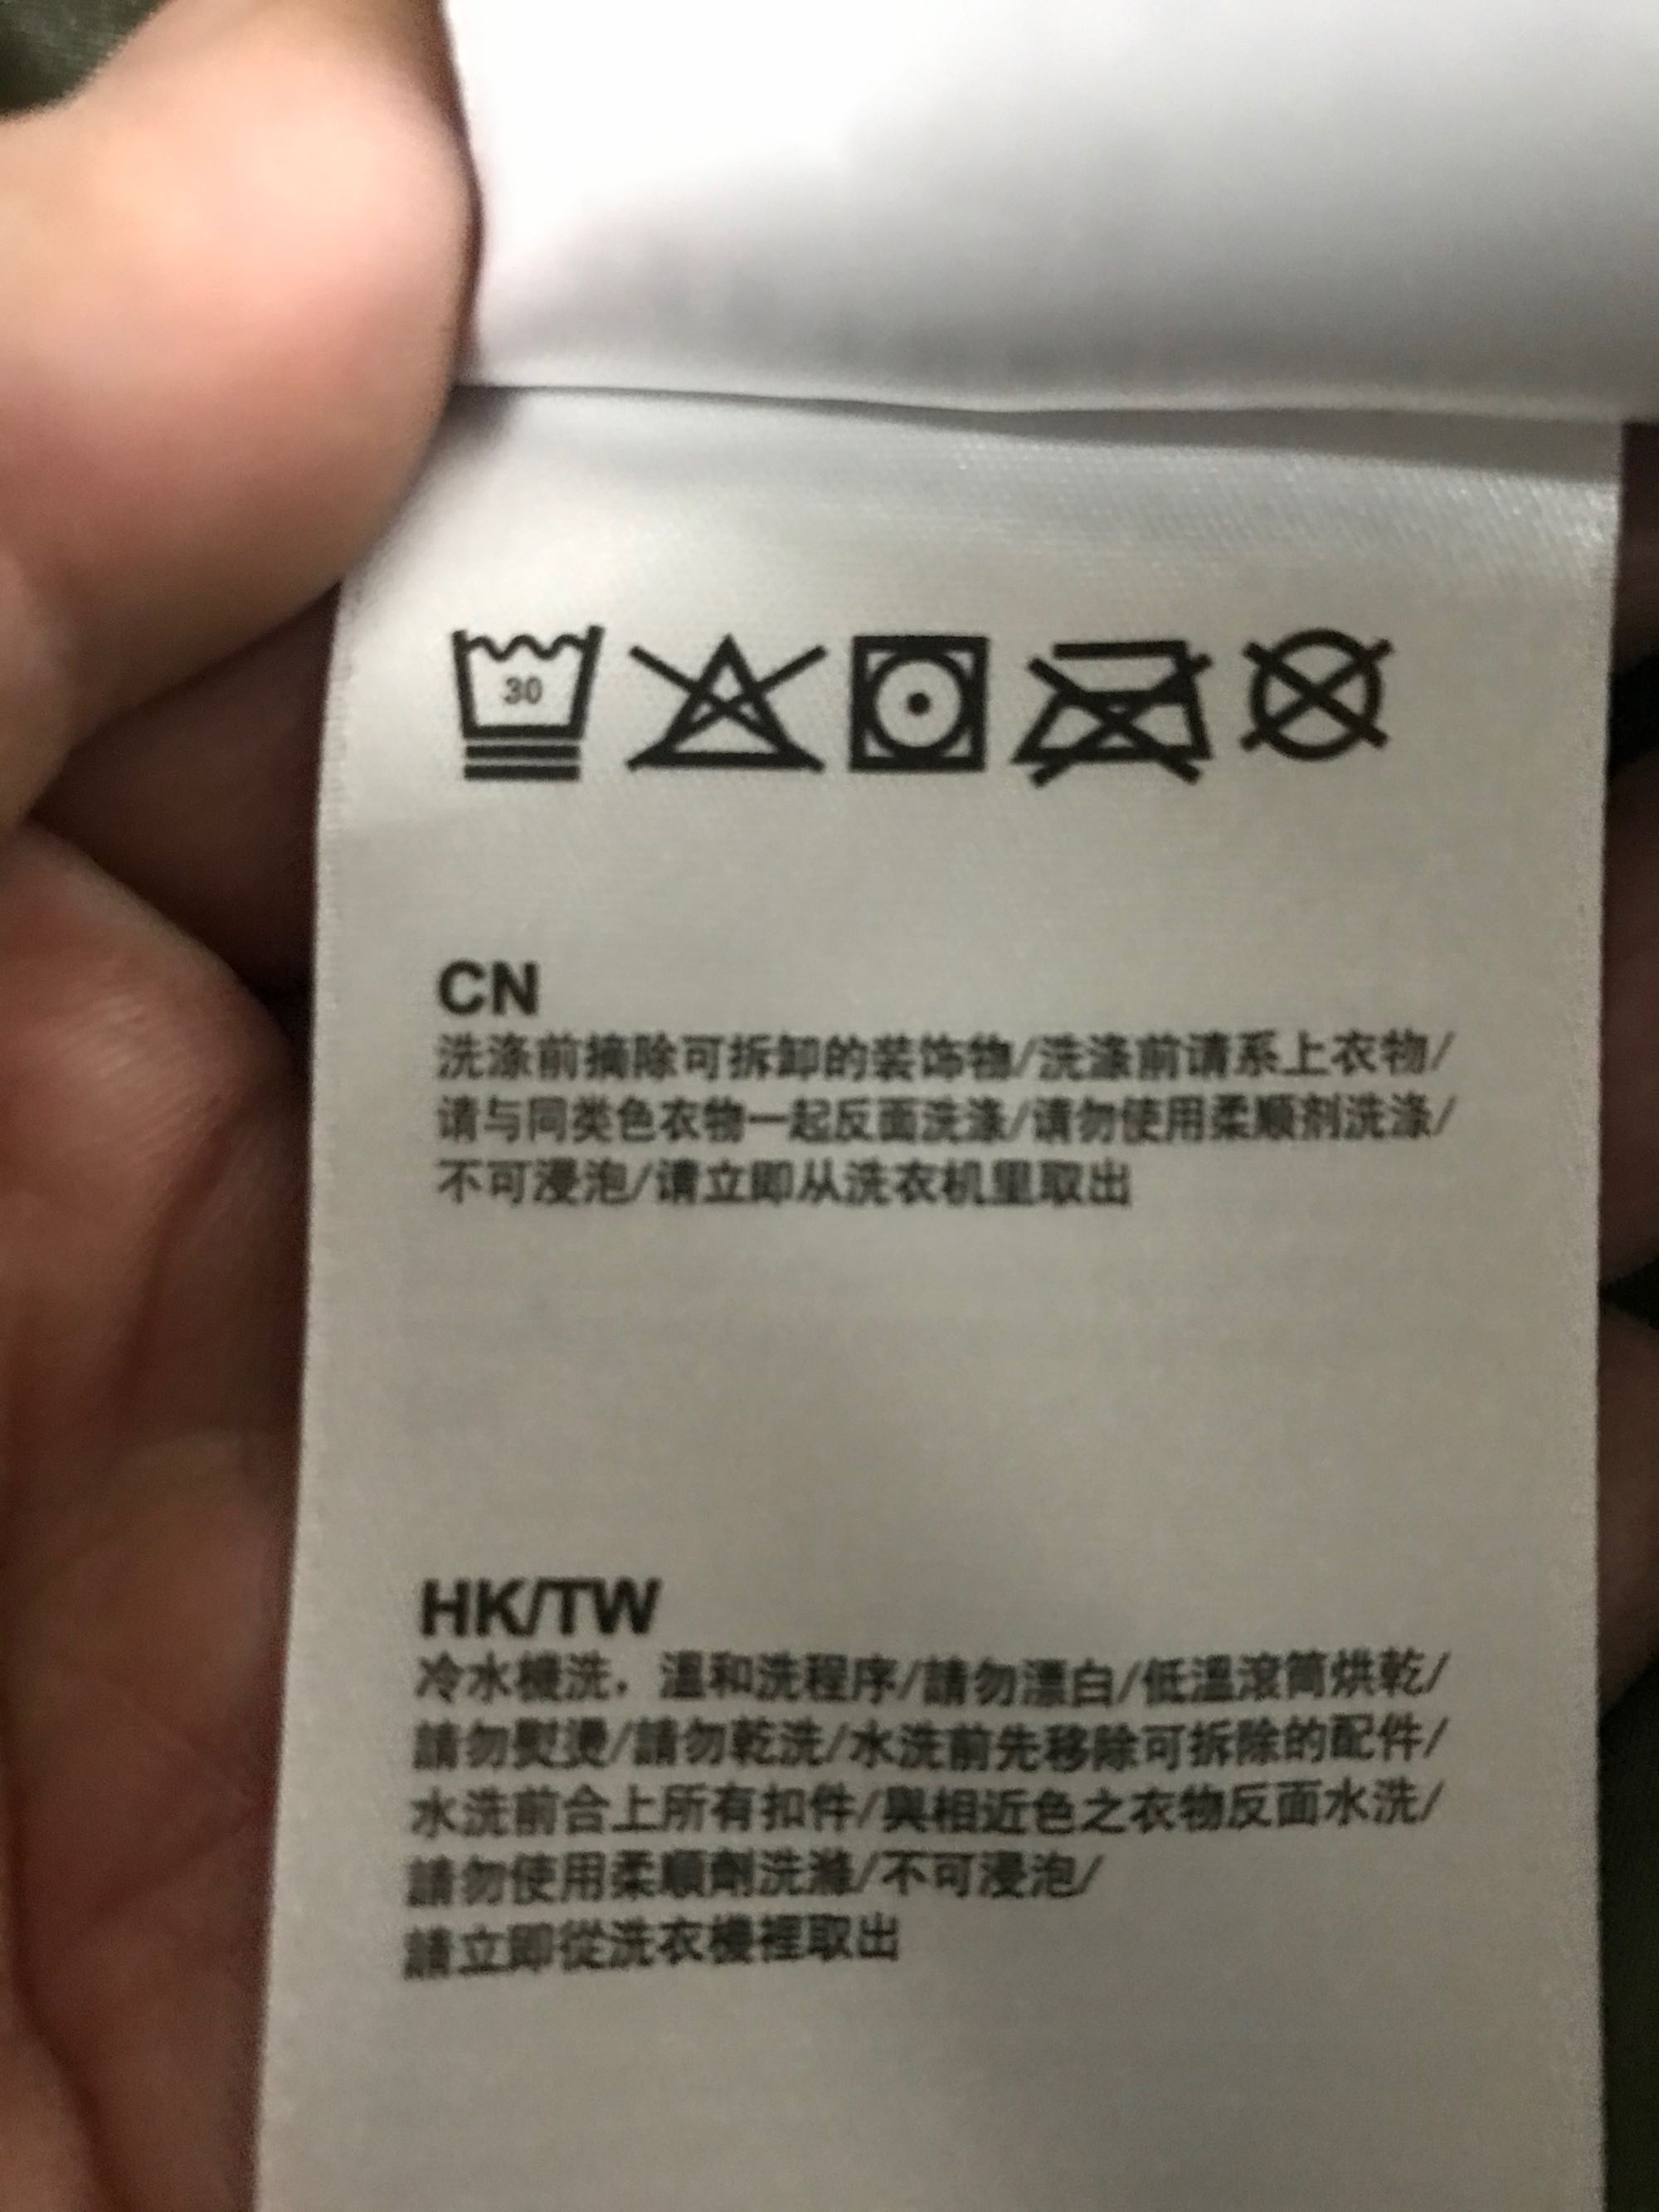 30
CN
洗涤前摘除可拆卸的装饰物/洗涤前请系上衣物/
请与同类色衣物一起反面洗涤/请勿使用柔顺剂洗涤/
不可浸泡/请立即从洗衣机里取出
HK/TW
冷水機洗，溫和洗程序/請勿漂白/低溫滾筒烘乾/
請勿熨燙/請勿乾洗/水洗前先移除可拆除的配件/
水洗前合上所有扣件/與相近色之衣物反面水洗/
請勿使用柔順劑洗滌/不可浸泡/
請立即從洗衣機裡取出